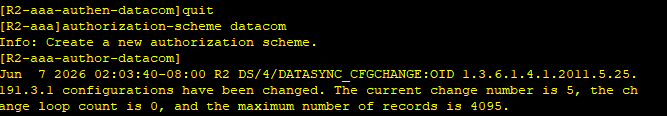 [R2-aaa-authen-datacom]quit
[R2-aaa]authorization-scheme datacom
Info: Create a new authorization scheme.
[R2-aaa-author-datacom]
Jun  7 2026 02:03:40-08:00 R2 DS/4/DATASYNC_CFGCHANGE:OID 1.3.6.1.4.1.2011.5.25.
191.3.1 configurations have been changed. The current change number is 5, the ch
ange loop count is 0, and the maximum number of records is 4095.